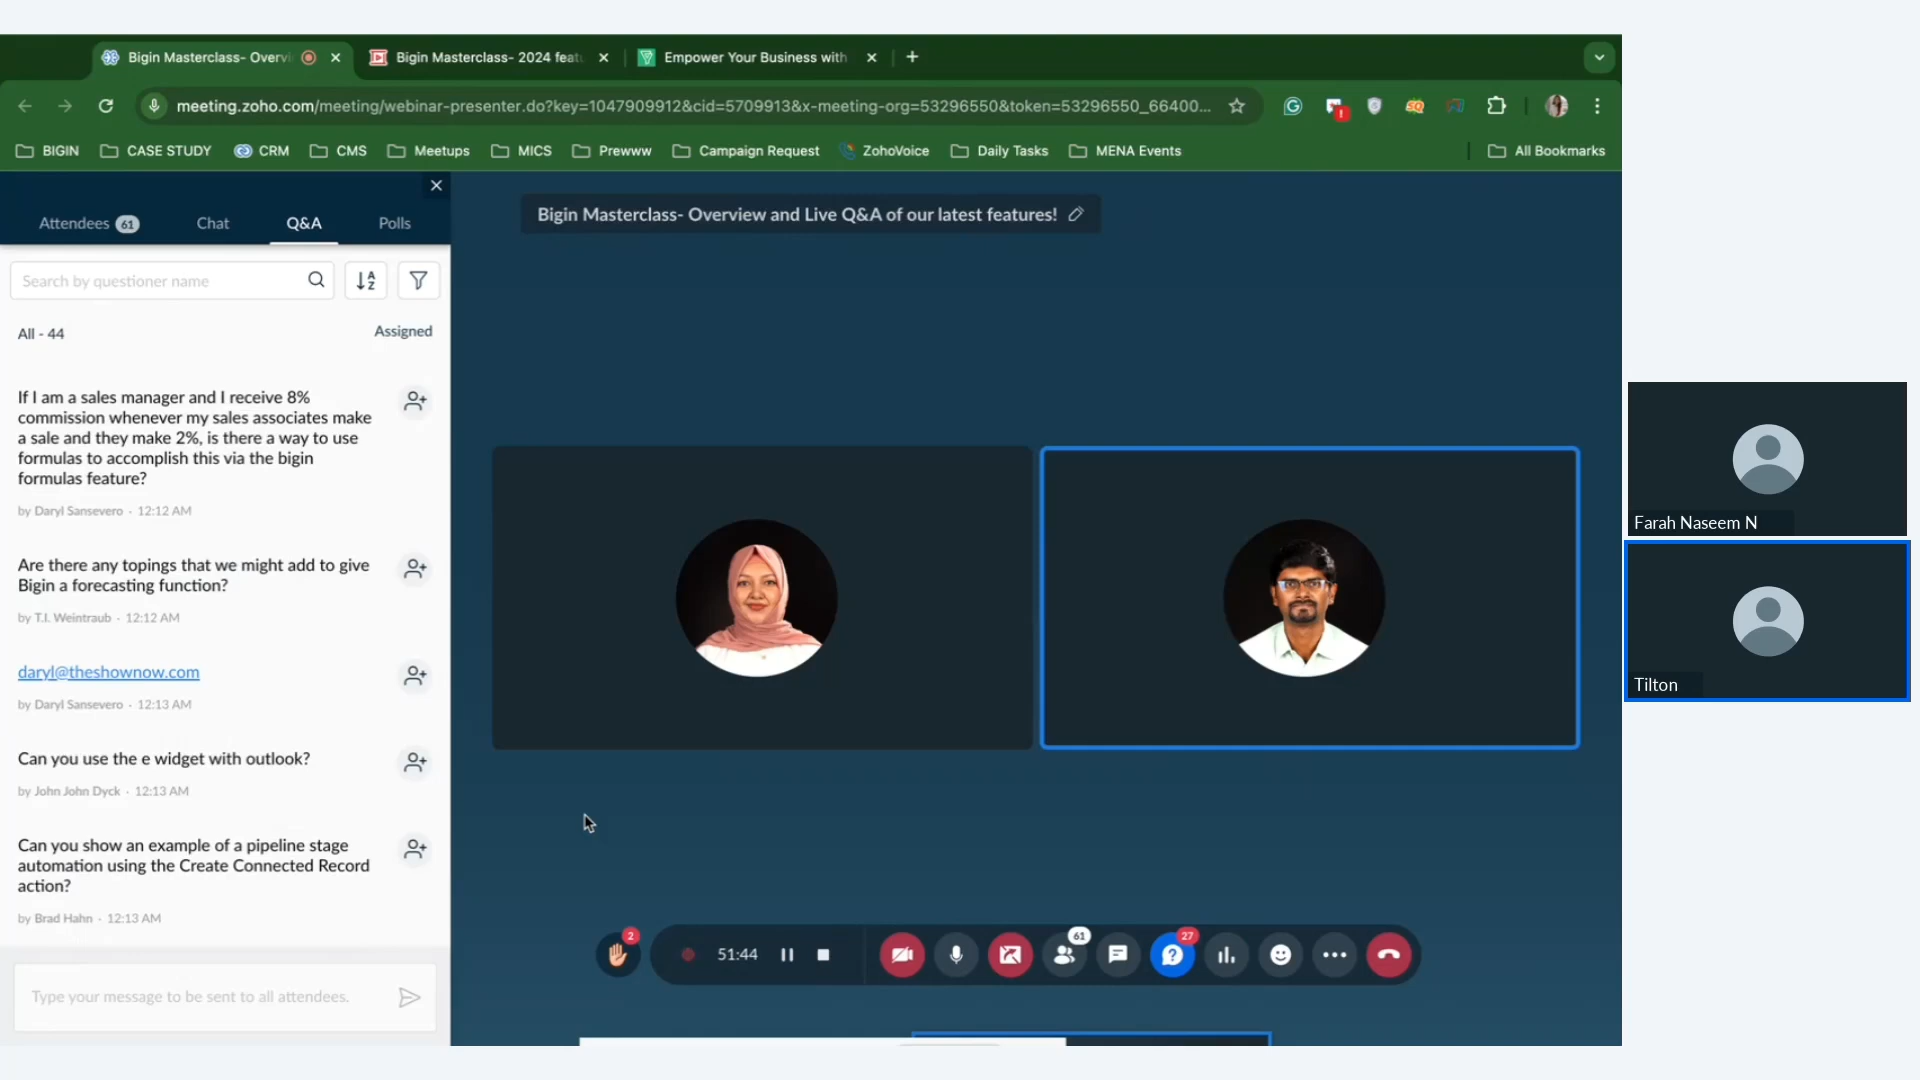 Bigin Masterclass- Overvi
Bigin Masterclass- 2024 feat
Empower Your Business with
meeting.zoho.com/meeting/webinar-presenter.do?key=1047909912&cid=5709913&x-meeting-org=53296550&token=53296550_66400...
BIGIN
CASE STUDY
CRM
CMS
Meetups
MICS
Prewww
Campaign Request
ZohoVoice
Daily Tasks
MENA Events
All Bookmarks
Attendees 61
Chat
Q&A
Polls
Bigin Masterclass- Overview and Live Q&A of our latest features!
Search by questioner name
All - 44
Assigned
If I am a sales manager and I receive 8%
commission whenever my sales associates make
a sale and they make 2%, is there a way to use
formulas to accomplish this via the bigin
formulas feature?
by Daryl Sansevero · 12:12 AM
Are there any topings that we might add to give
Bigin a forecasting function?
by T.I. Weintraub · 12:12 AM
daryl@theshownow.com
by Daryl Sansevero · 12:13 AM
Can you use the e widget with outlook?
by John John Dyck · 12:13 AM
Can you show an example of a pipeline stage
automation using the Create Connected Record
action?
by Brad Hahn · 12:13 AM
Type your message to be sent to all attendees.
2
51:44
61
27
Farah Naseem N
Tilton